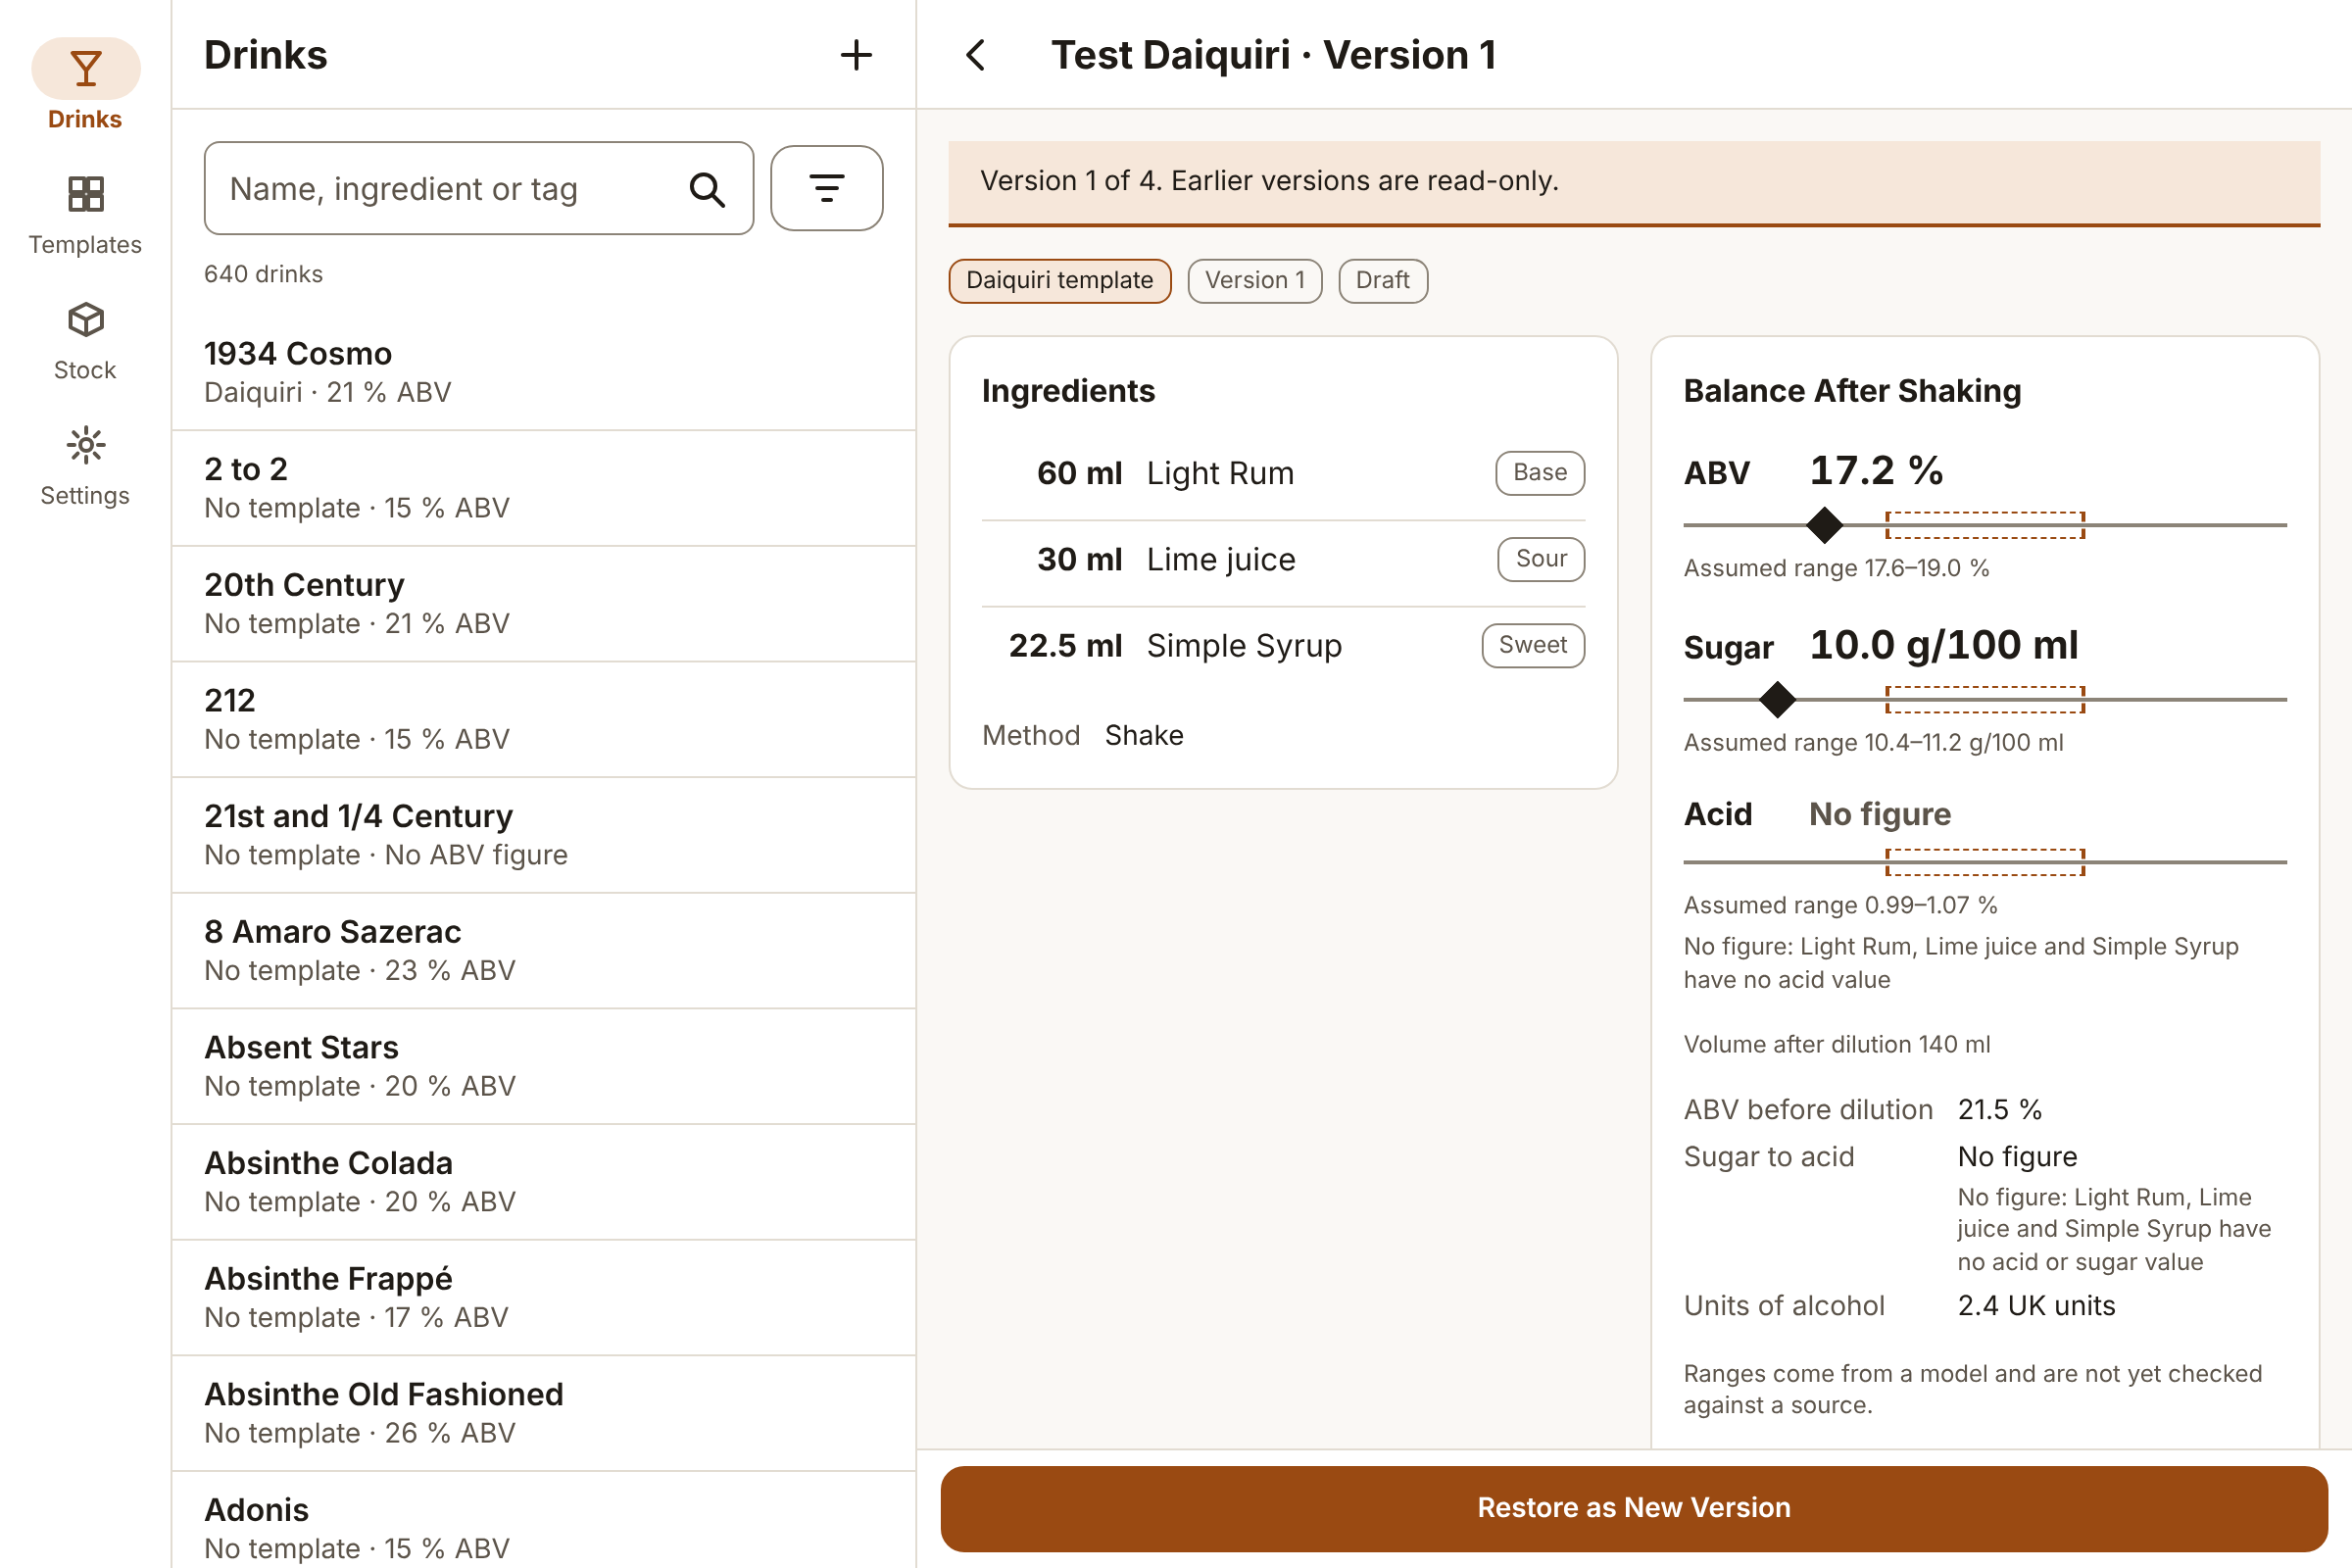 Drinks
Templates
Stock
Settings
Drinks
Name, ingredient or tag
640 drinks
1934 Cosmo
Daiquiri · 21 % ABV
2 to 2
No template · 15 % ABV
20th Century
No template · 21 % ABV
212
No template · 15 % ABV
21st and 1/4 Century
No template · No ABV figure
8 Amaro Sazerac
No template · 23 % ABV
Absent Stars
No template · 20 % ABV
Absinthe Colada
No template · 20 % ABV
Absinthe Frappé
No template · 17 % ABV
Absinthe Old Fashioned
No template · 26 % ABV
Adonis
No template · 15 % ABV
Test Daiquiri · Version 1
Version 1 of 4. Earlier versions are read-only.
Daiquiri template Version 1 Draft
Ingredients
60 ml Light Rum Base
30 ml Lime juice Sour
22.5 ml Simple Syrup Sweet
Method Shake
Balance After Shaking
ABV 17.2 %
Assumed range 17.6–19.0 %
Sugar 10.0 g/100 ml
Assumed range 10.4–11.2 g/100 ml
Acid No figure
Assumed range 0.99–1.07 %
No figure: Light Rum, Lime juice and Simple Syrup
have no acid value
Volume after dilution 140 ml
ABV before dilution 21.5 %
Sugar to acid No figure
No figure: Light Rum, Lime
juice and Simple Syrup have
no acid or sugar value
Units of alcohol 2.4 UK units
Ranges come from a model and are not yet checked
against a source.
Restore as New Version